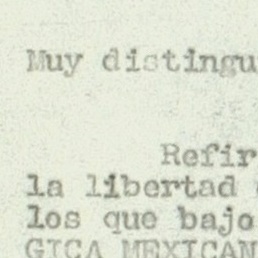 Muy distingu
Refir
la libertad
los que bajo
GICA MEXICAN